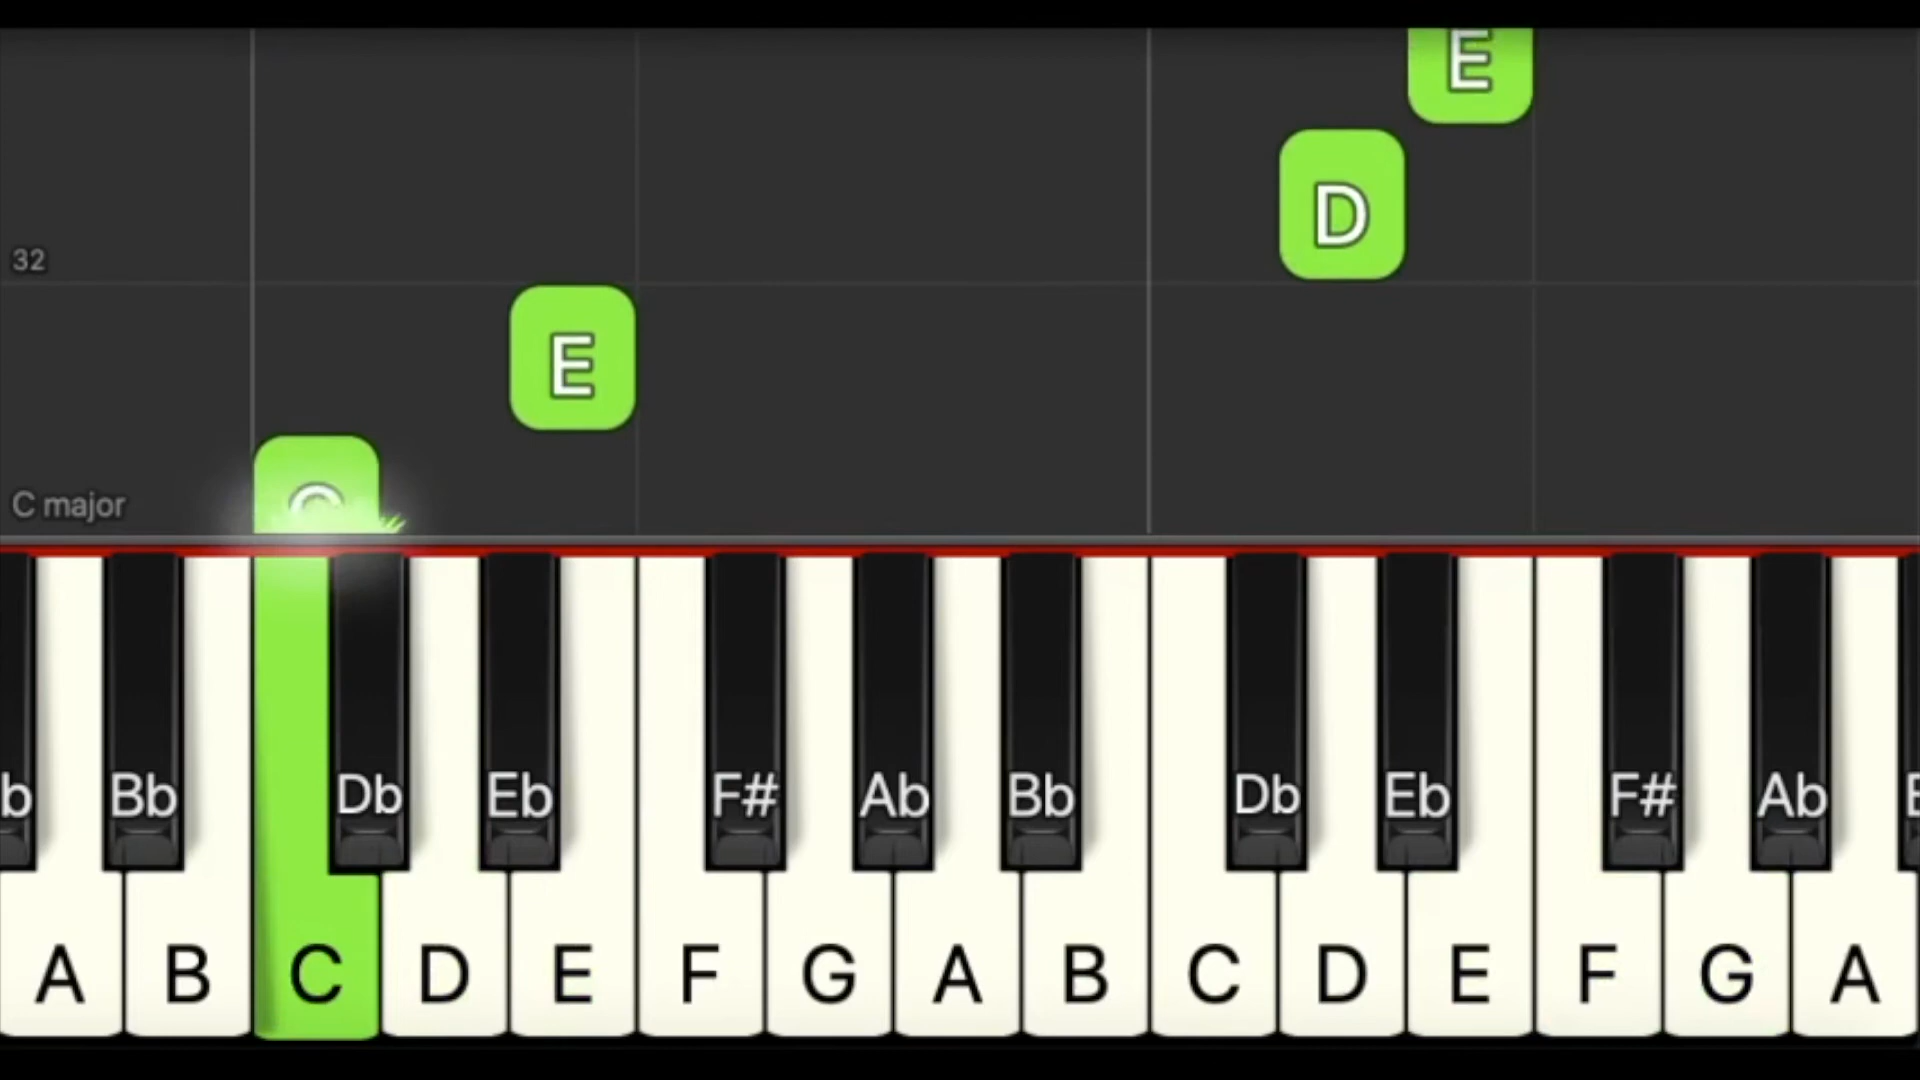 E
D
32
E
C major
C
Bb Db Eb F# Ab Bb Db Eb F# Ab
A B C D E F G A B C D E F G A